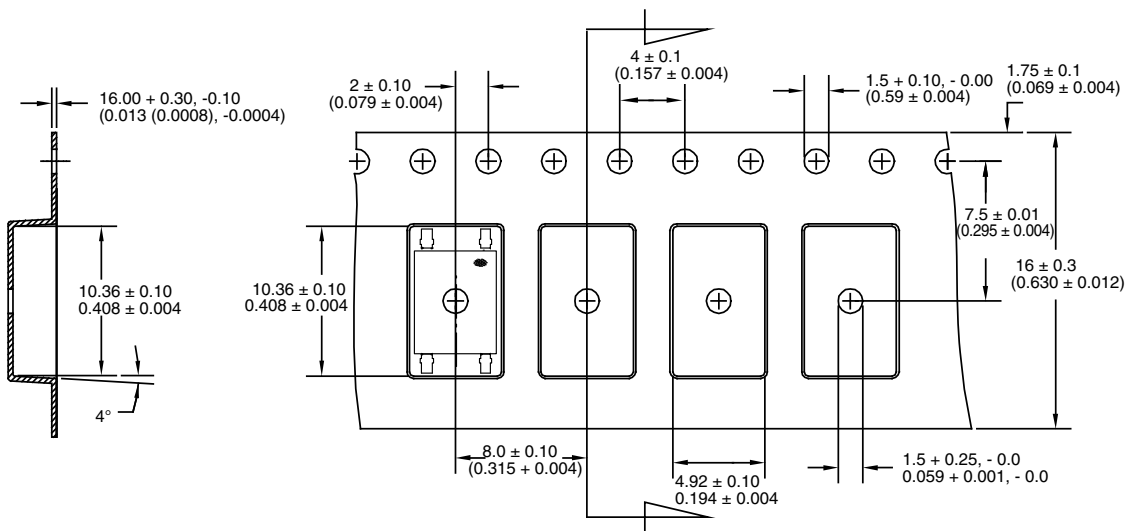 16.00 + 0.30, -0.10
(0.013 (0.0008), -0.0004)
2 ± 0.10
(0.079 ± 0.004)
4 ± 0.1
(0.157 ± 0.004)
1.5 + 0.10, - 0.00
(0.59 ± 0.004)
1.75 ± 0.1
(0.069 ± 0.004)
7.5 ± 0.01
(0.295 ± 0.004)
16 ± 0.3
(0.630 ± 0.012)
10.36 ± 0.10
0.408 ± 0.004
10.36 ± 0.10
0.408 ± 0.004
4°
8.0 ± 0.10
(0.315 + 0.004)
4.92 ± 0.10
0.194 ± 0.004
1.5 + 0.25, - 0.0
0.059 + 0.001, - 0.0